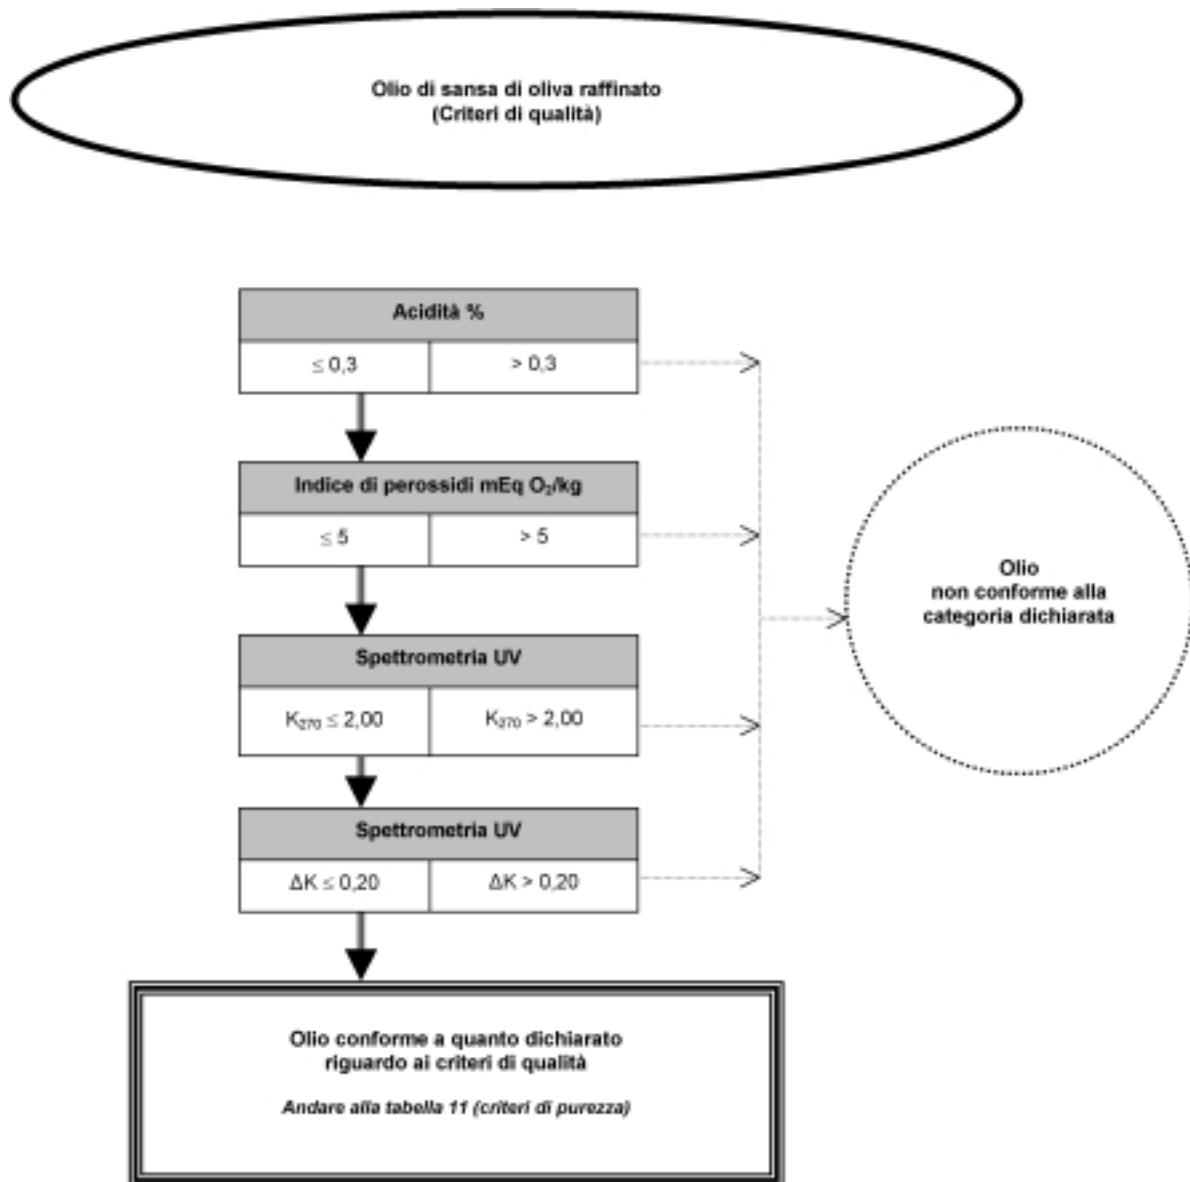 Olio di sansa di oliva raffinato
(Criteri di qualità)
Acidità %
≤ 0,3
> 0,3
Indice di perossidi mEq O₂/kg
≤ 5
> 5
Olio
non conforme alla
categoria dichiarata
Spettrometria UV
K₂₇₀ ≤ 2,00
K₂₇₀ > 2,00
Spettrometria UV
ΔK ≤ 0,20
ΔK > 0,20
Olio conforme a quanto dichiarato
riguardo ai criteri di qualità
Andare alla tabella 11 (criteri di purezza)